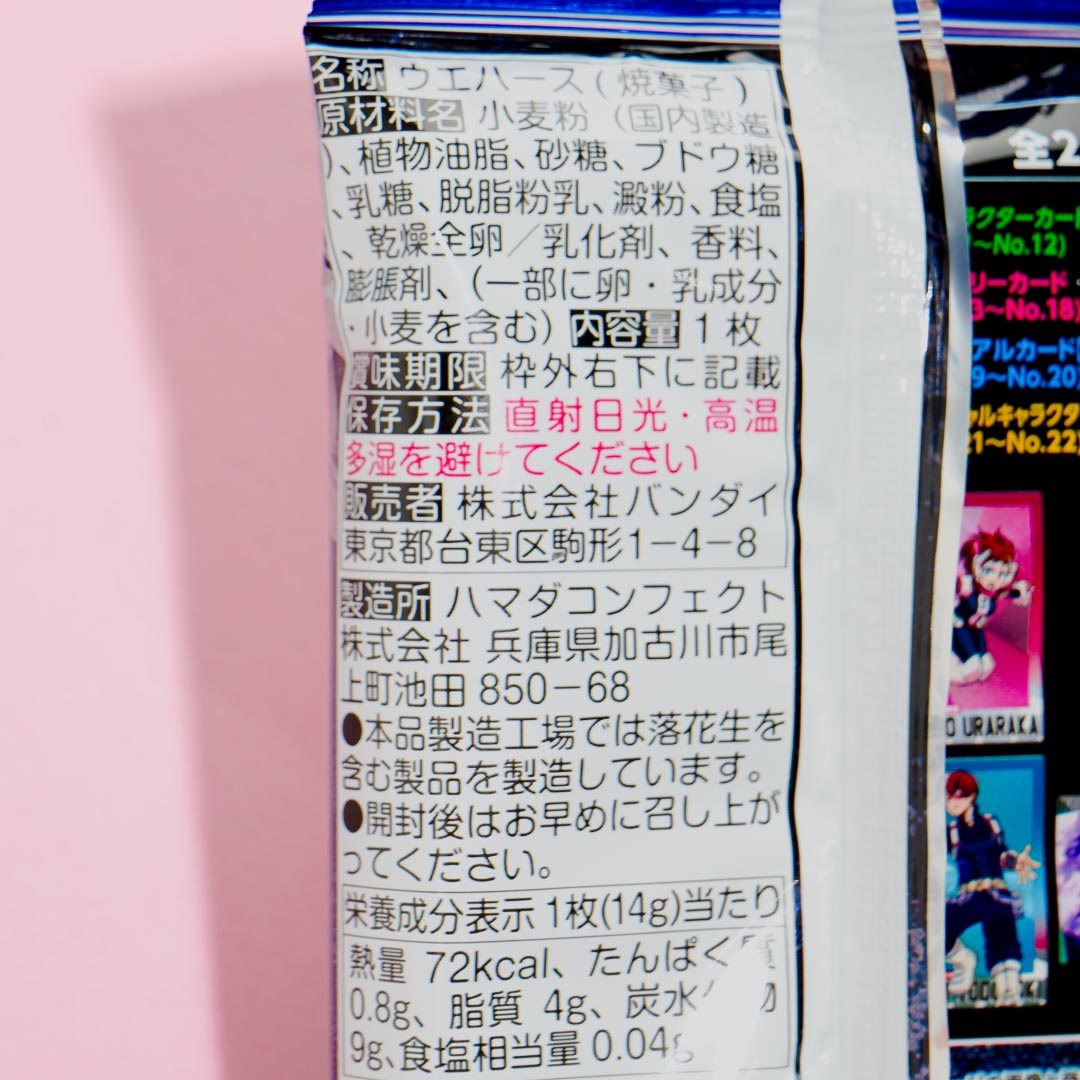 名称 ウエハース(焼菓子)
原材料名 小麦粉(国内製造
)、植物油脂、砂糖、ブドウ糖
、乳糖、脱脂粉乳、澱粉、食塩
、乾燥全卵／乳化剤、香料、
膨脹剤、(一部に卵・乳成分
・小麦を含む) 内容量 1枚
賞味期限 枠外右下に記載
保存方法 直射日光・高温
多湿を避けてください
販売者 株式会社バンダイ
東京都台東区駒形1−4−8
製造所 ハマダコンフェクト
株式会社 兵庫県加古川市尾
上町池田 850−68
●本品製造工場では落花生を
含む製品を製造しています。
●開封後はお早めに召し上が
ってください。
栄養成分表示 1枚(14g)当たり
熱量 72kcal、たんぱく質
0.8g、脂質 4g、炭水
9g、食塩相当量 0.04g
全2
ラクターカード
～No.12)
リーカード
3～No.18)
アルカード
9～No.20)
ャルキャラクタ
21～No.22)
O URARAKA